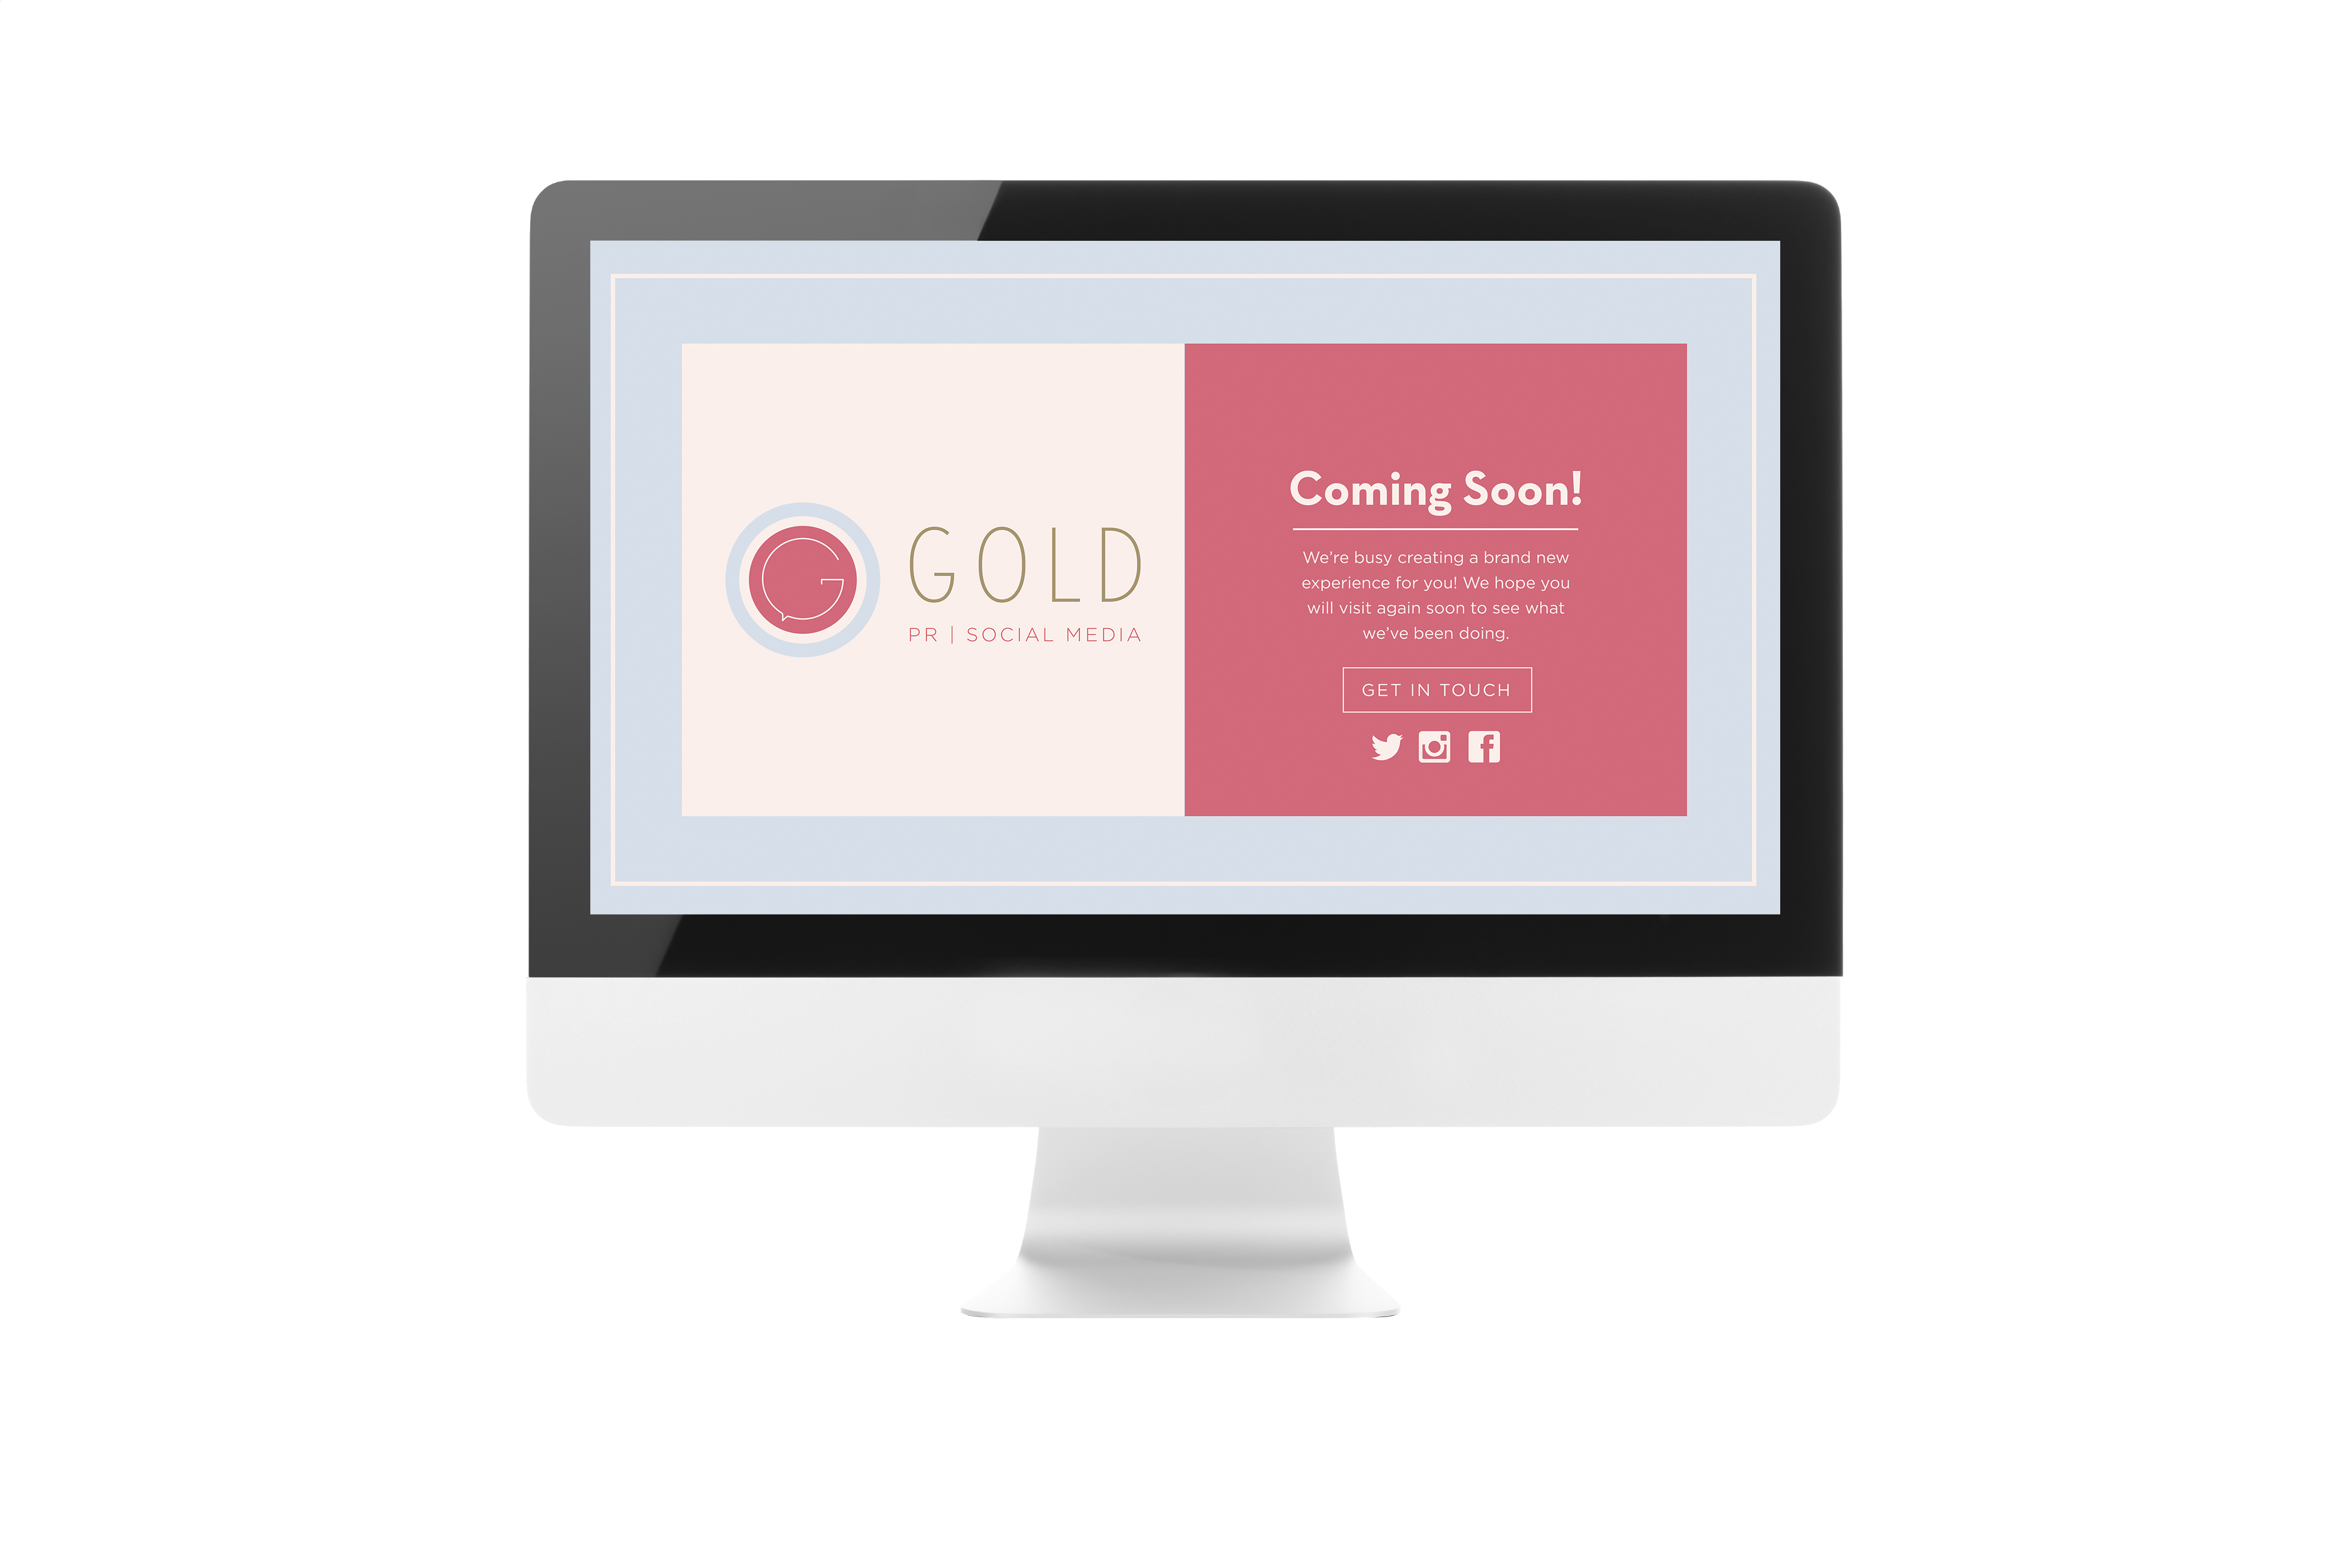 G
GOLD
PR | SOCIAL MEDIA
Coming Soon!
We’re busy creating a brand new
experience for you! We hope you
will visit again soon to see what
we’ve been doing.
GET IN TOUCH